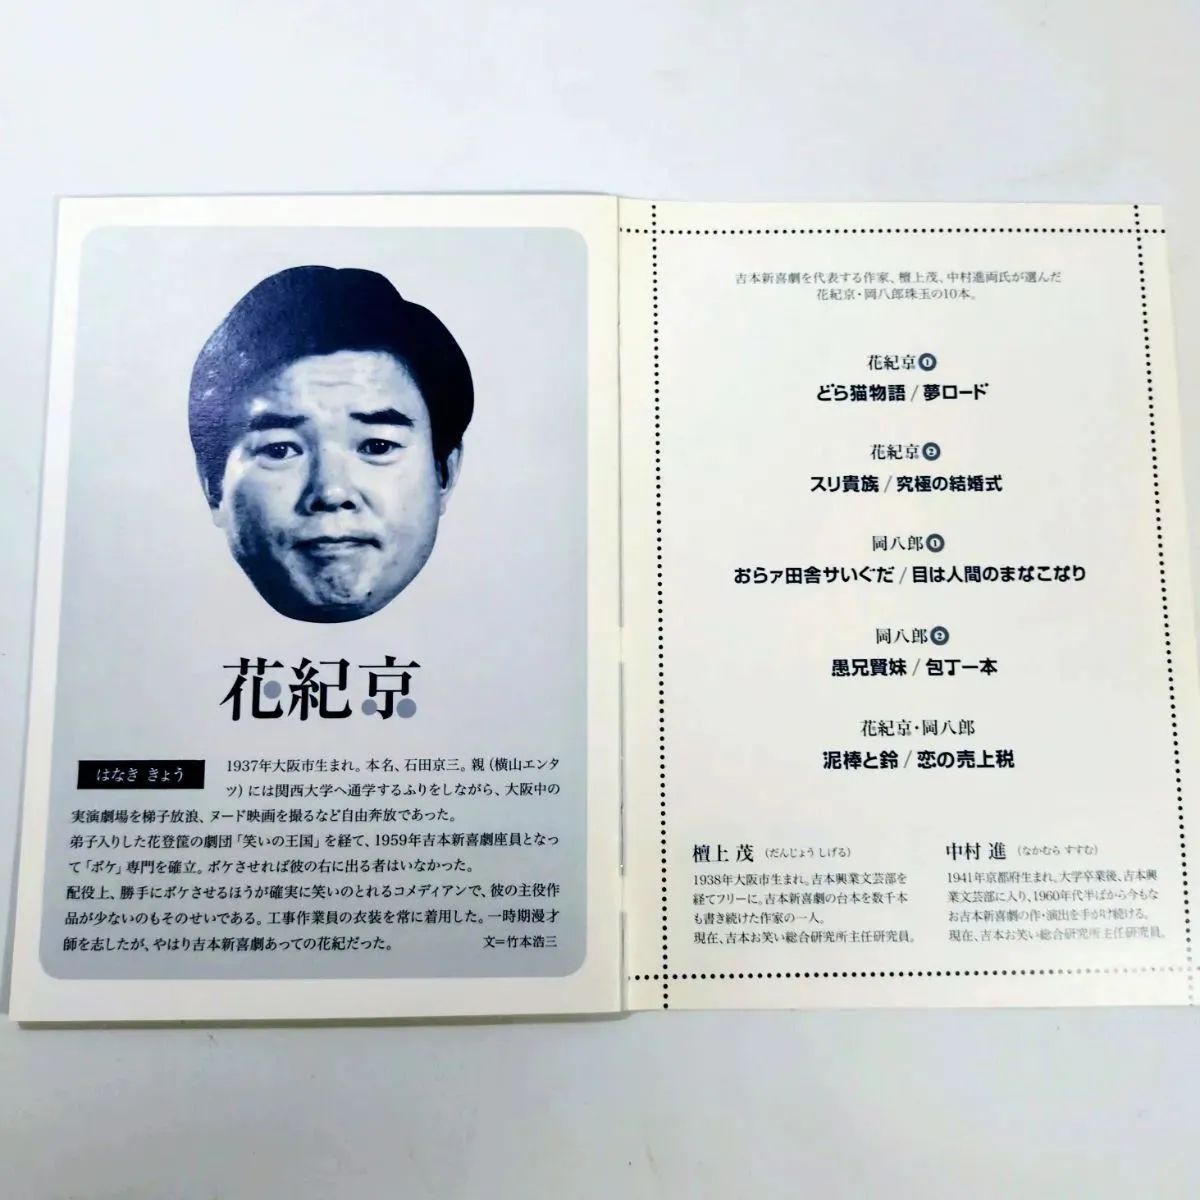 花紀京
はなき きょう
1937年大阪市生まれ。本名、石田京三。親(横山エンタ
ツ)には関西大学へ通学するふりをしながら、大阪中の
実演劇場を梯子放浪、ヌード映画を撮るなど自由奔放であった。
弟子入りした花登筐の劇団「笑いの王国」を経て、1959年吉本新喜劇座員となっ
て「ボケ」専門を確立。ボケさせれば彼の右に出る者はいなかった。
配役上、勝手にボケさせるほうが確実に笑いのとれるコメディアンで、彼の主役作
品が少ないのもそのせいである。工事作業員の衣装を常に着用した。一時期漫才
師を志したが、やはり吉本新喜劇あっての花紀だった。
文=竹本浩三
吉本新喜劇を代表する作家、檀上茂、中村進両氏が選んだ
花紀京・岡八郎珠玉の10本。
花紀京❶
どら猫物語/夢ロード
花紀京❷
スリ貴族/究極の結婚式
岡八郎❶
おらァ田舎サいぐだ/目は人間のまなこなり
岡八郎❷
愚兄賢妹/包丁一本
花紀京・岡八郎
泥棒と鈴/恋の売上税
檀上 茂(だんじょう しげる)
1938年大阪市生まれ。吉本興業文芸部を
経てフリーに。吉本新喜劇の台本を数千本
も書き続けた作家の一人。
現在、吉本お笑い総合研究所主任研究員。
中村 進(なかむら すすむ)
1941年京都府生まれ。大学卒業後、吉本興
業文芸部に入り、1960年代半ばから今もな
お吉本新喜劇の作・演出を手がけ続ける。
現在、吉本お笑い総合研究所主任研究員。